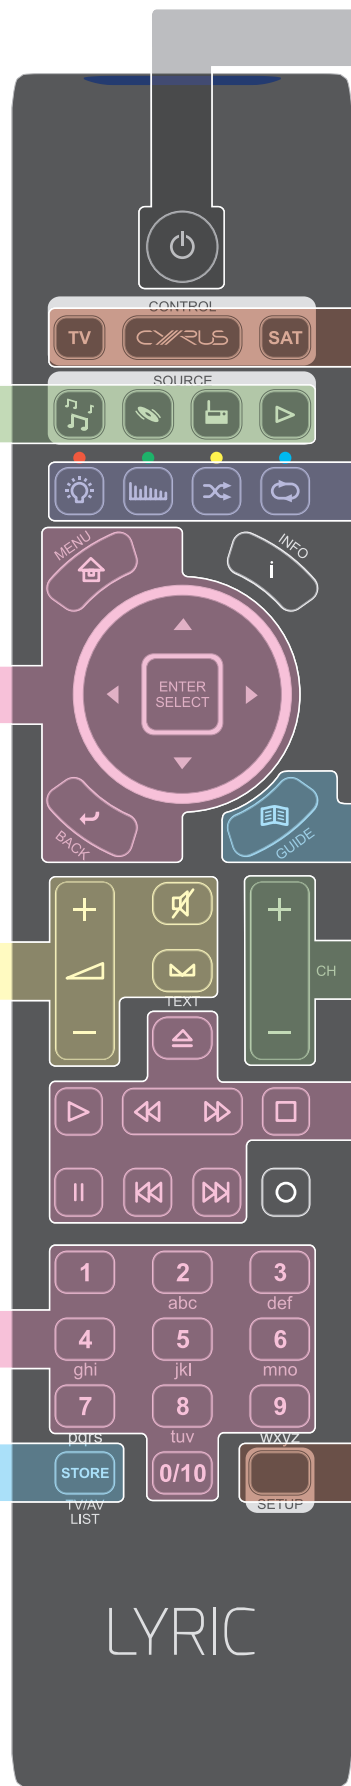 CONTROL
TV CYRUS SAT
SOURCE
MENU INFO
i
ENTER
SELECT
BACK GUIDE
+ +
CH
− −
TEXT
1 2 3
abc def
4 5 6
ghi jkl mno
7 8 9
pqrs tuv wxyz
STORE 0/10
TV/AV SETUP
LIST
LYRIC